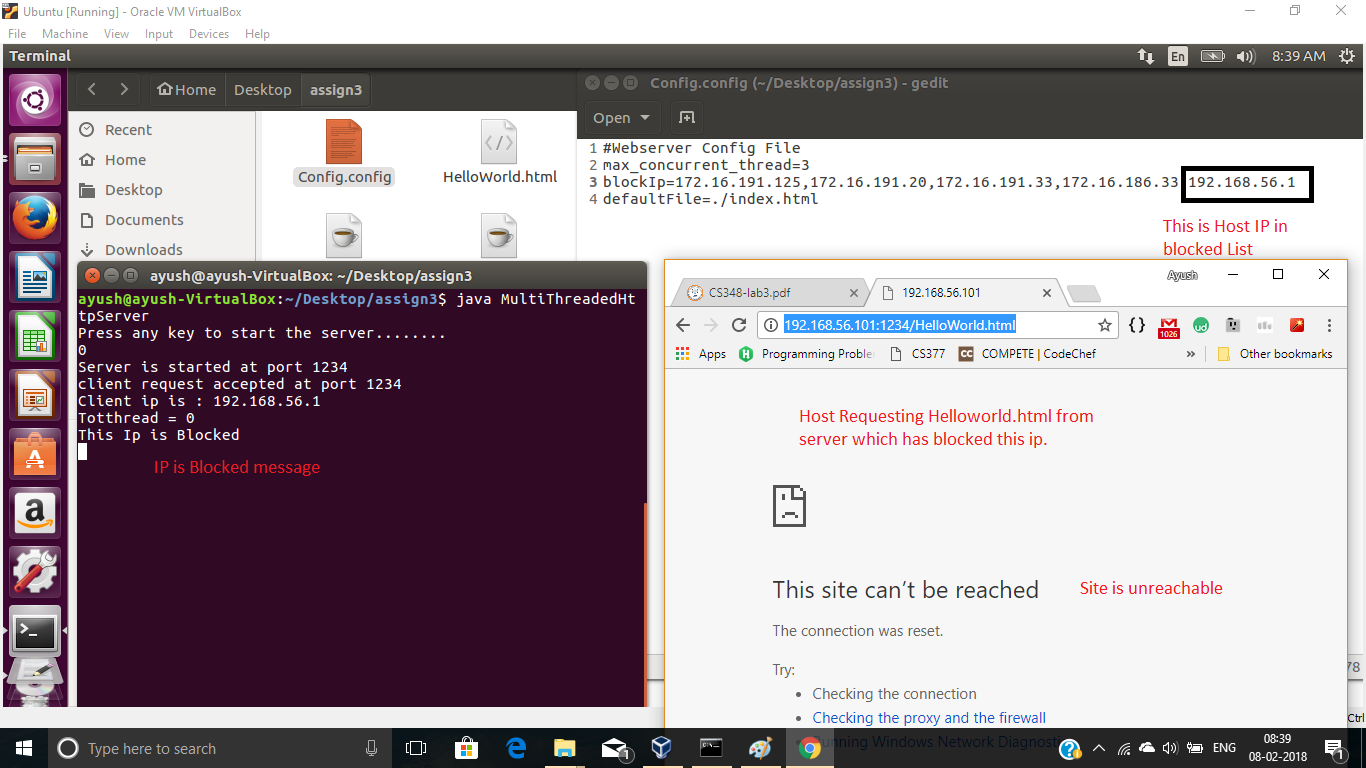 Ubuntu [Running] - Oracle VM VirtualBox
File Machine View Input Devices Help
Terminal
En
8:39 AM
Home Desktop assign3
Recent
Home
Desktop
Documents
Downloads
Config.config
HelloWorld.html
Config.config (~/Desktop/assign3) - gedit
Open
1 #Webserver Config File
2 max_concurrent_thread=3
3 blockIp=172.16.191.125,172.16.191.20,172.16.191.33,172.16.186.33 192.168.56.1
4 defaultFile=./index.html
This is Host IP in
blocked List
ayush@ayush-VirtualBox: ~/Desktop/assign3
ayush@ayush-VirtualBox:~/Desktop/assign3$ java MultiThreadedHt
tpServer
Press any key to start the server........
0
Server is started at port 1234
client request accepted at port 1234
Client ip is : 192.168.56.1
Totthread = 0
This Ip is Blocked
IP is Blocked message
Ayush
CS348-lab3.pdf
192.168.56.101
192.168.56.101:1234/HelloWorld.html
1026
ud
Apps Programming Proble CS377 CC COMPETE | CodeChef » Other bookmarks
Host Requesting Helloworld.html from
server which has blocked this ip.
This site can't be reached
Site is unreachable
The connection was reset.
Try:
• Checking the connection
• Checking the proxy and the firewall
• Running Windows Network Diagnosti
78
Ctrl
Type here to search
1
ENG
08:39
08-02-2018
1